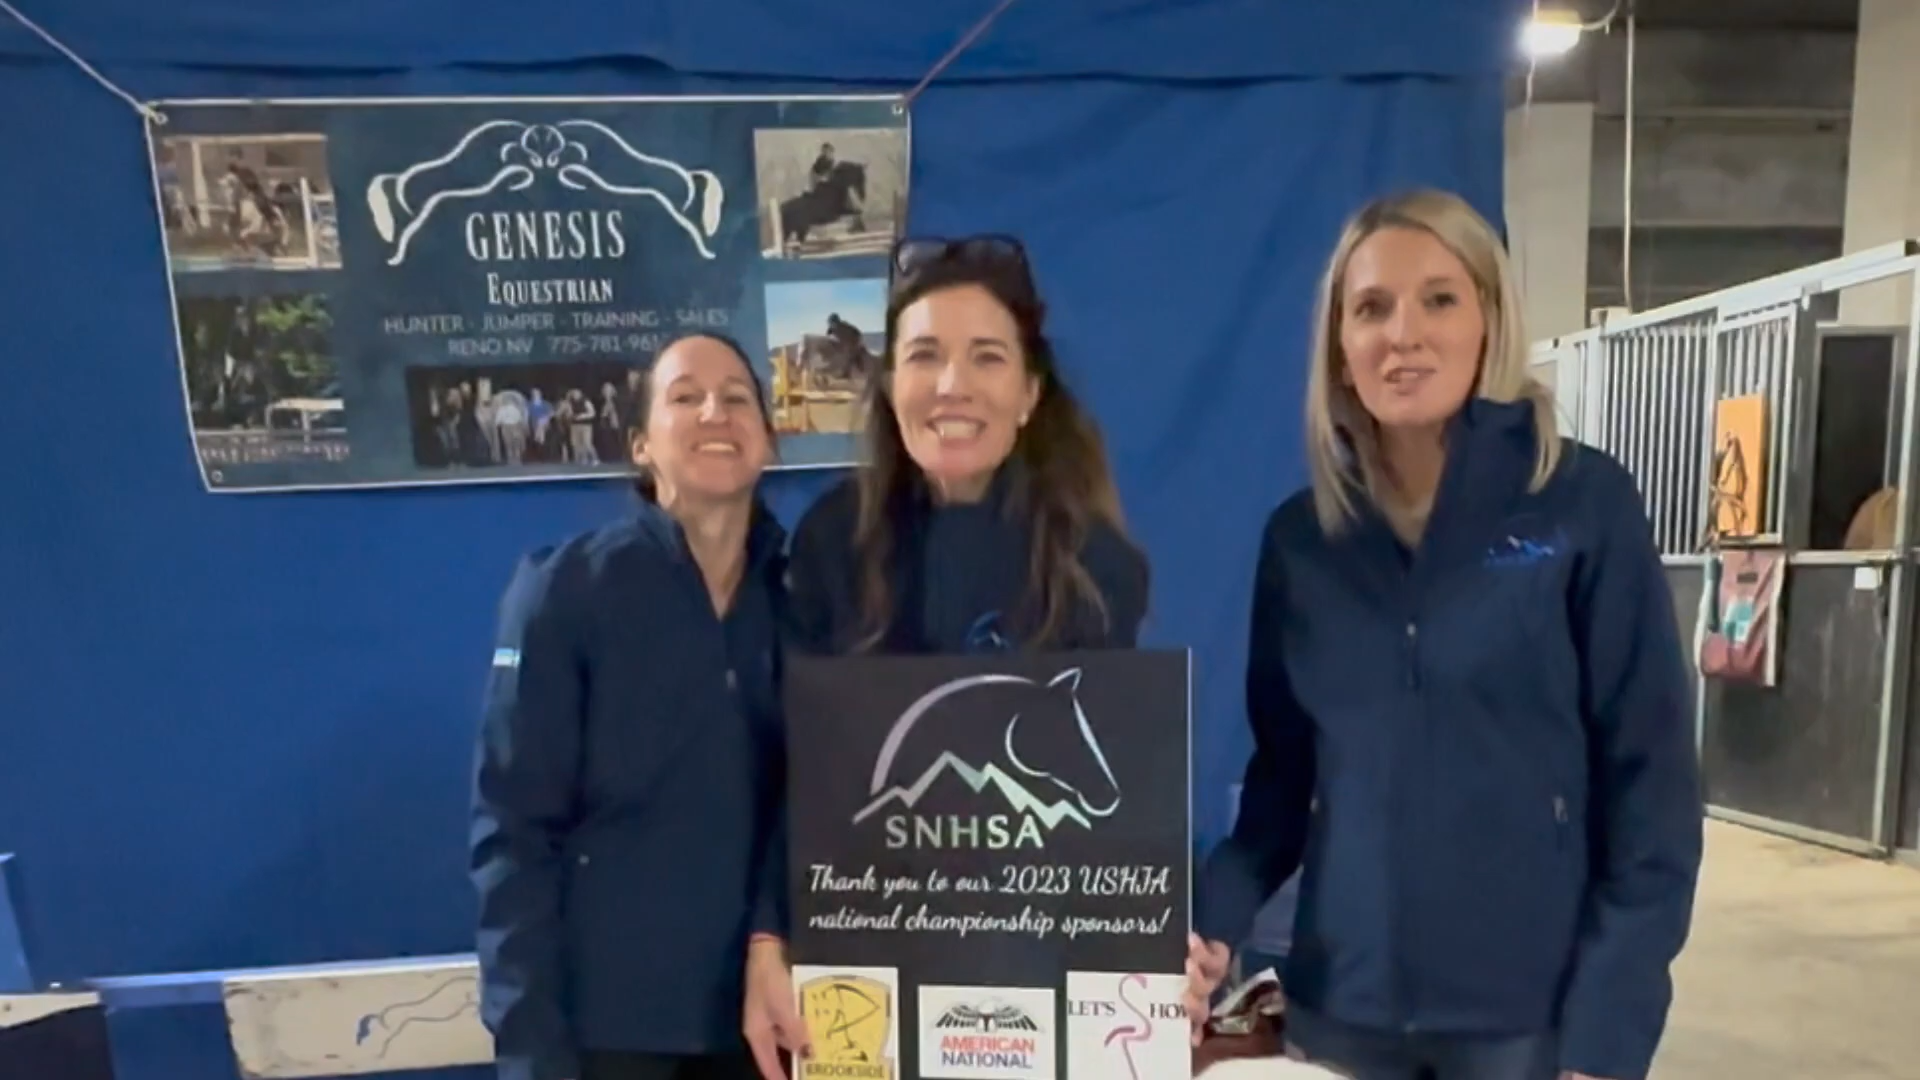 GENESIS
EQUESTRIAN
HUNTER - JUMPER - TRAINING - SALES
RENO NV
SNHSA
Thank you to our 2023 USHJA
national championship sponsors!
BROOKSIDE
AMERICAN
NATIONAL
LET'S SHOW